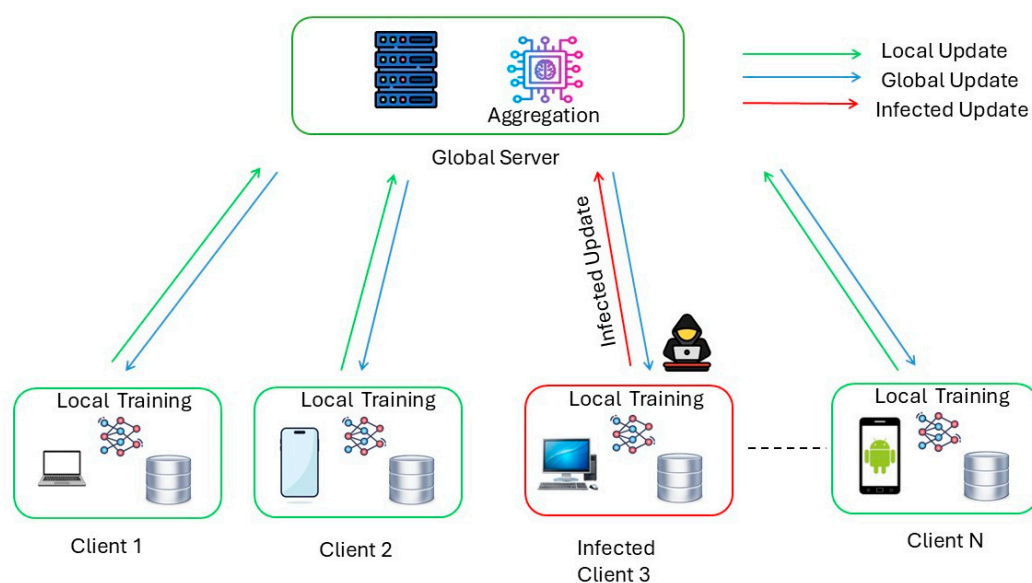 Local Update
Global Update
Infected Update
Aggregation
Global Server
Infected Update
Local Training
Local Training
Local Training
Local Training
Client 1
Client 2
Infected
Client 3
Client N